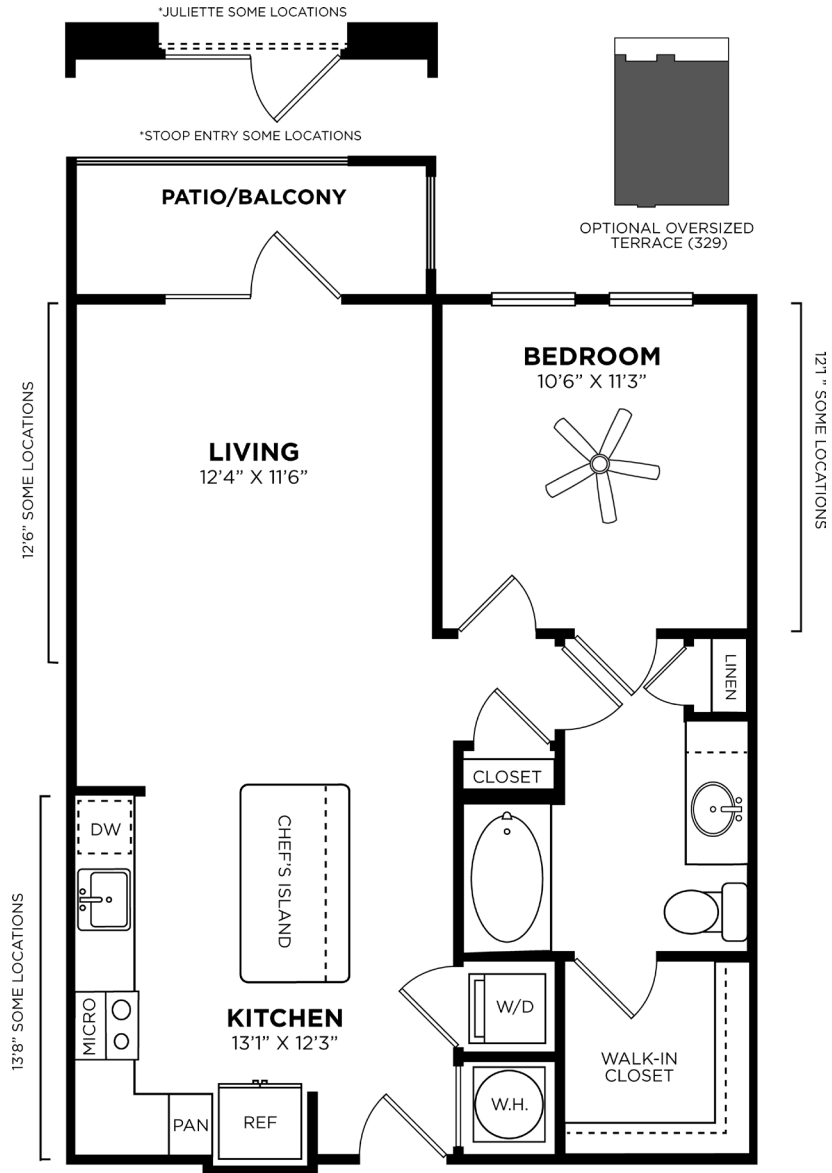 *JULIETTE SOME LOCATIONS
*STOOP ENTRY SOME LOCATIONS
PATIO/BALCONY
OPTIONAL OVERSIZED
TERRACE (329)
BEDROOM
10'6" X 11'3"
12'1" SOME LOCATIONS
LIVING
12'4" X 11'6"
12'6" SOME LOCATIONS
LINEN
CLOSET
DW
CHEF'S ISLAND
13'8" SOME LOCATIONS
MICRO
KITCHEN
13'1" X 12'3"
W/D
WALK-IN
CLOSET
W.H.
PAN
REF